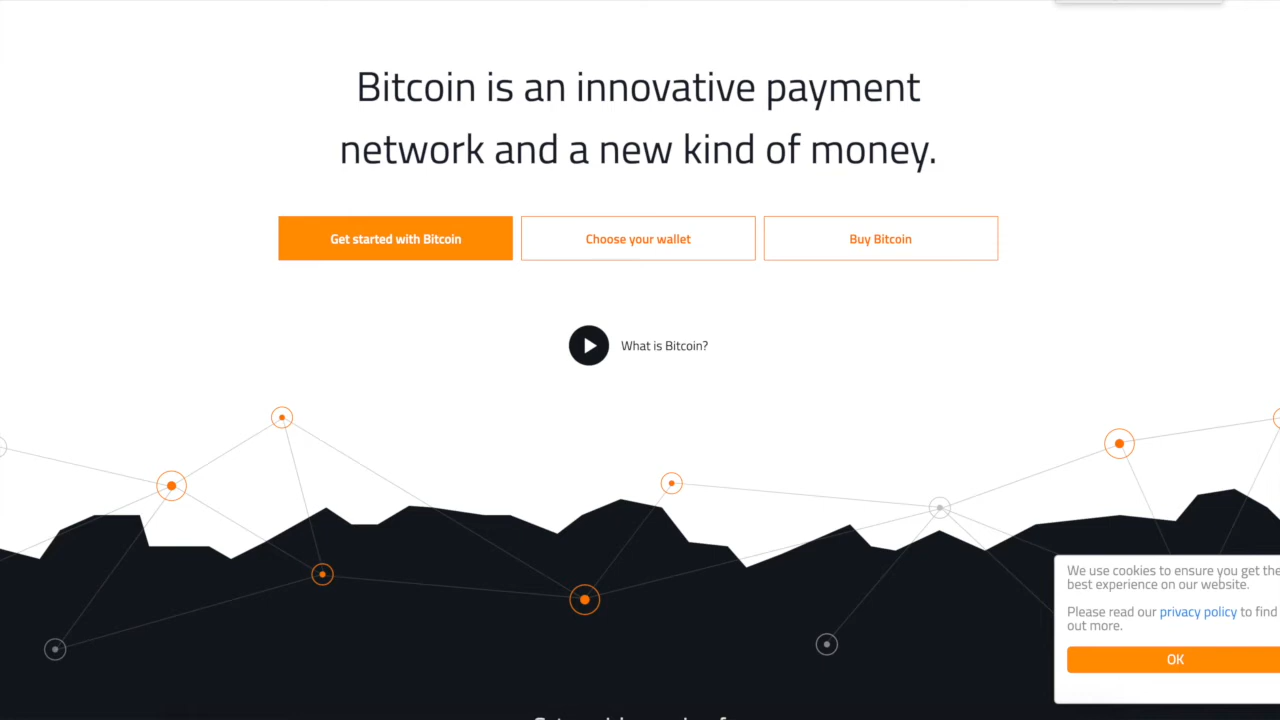 Bitcoin is an innovative payment
network and a new kind of money.
Get started with Bitcoin
Choose your wallet
Buy Bitcoin
What is Bitcoin?
We use cookies to ensure you get the
best experience on our website.
Please read our privacy policy to find
out more.
OK